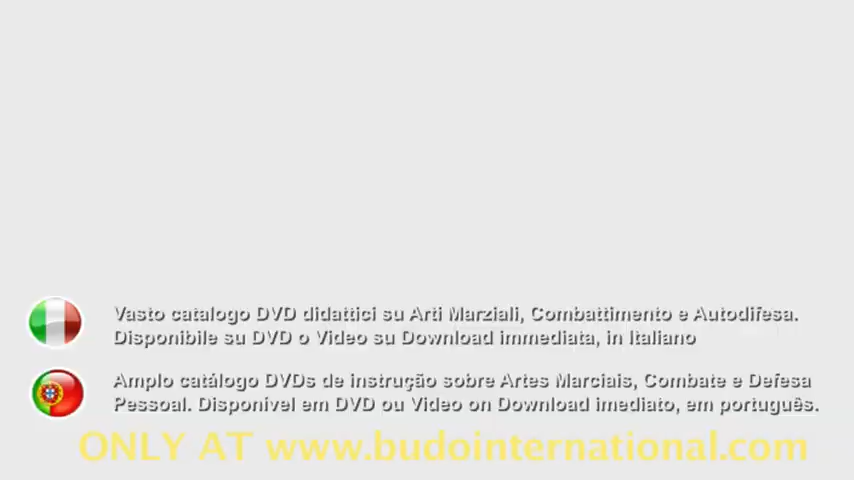 Vasto catalogo DVD didattici su Arti Marziali, Combattimento e Autodifesa.
Disponibile su DVD o Video su Download immediata, in Italiano
Amplo catálogo DVDs de instrução sobre Artes Marciais, Combate e Defesa
Pessoal. Disponível em DVD ou Video on Download imediato, em português.
ONLY AT www.budointernational.com